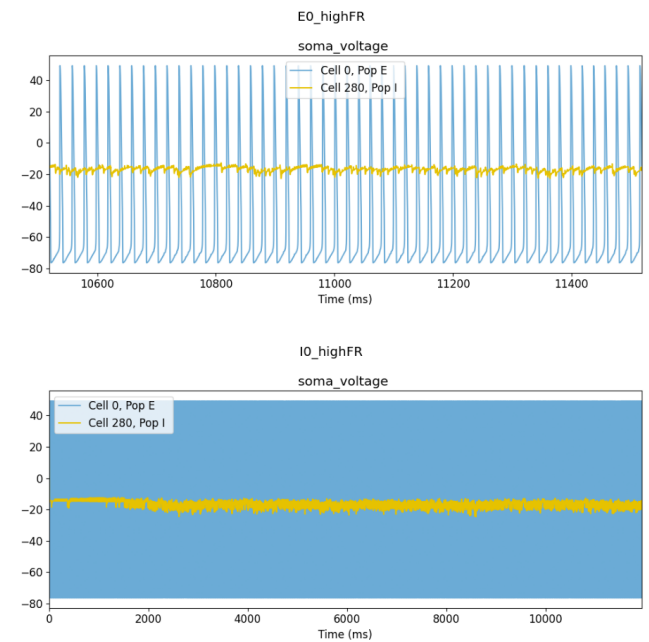 E0_highFR
soma_voltage
Cell 0, Pop E
Cell 280, Pop I
40
20
0
−20
−40
−60
−80
10600 10800 11000 11200 11400
Time (ms)
I0_highFR
soma_voltage
Cell 0, Pop E
Cell 280, Pop I
40
20
0
−20
−40
−60
−80
0 2000 4000 6000 8000 10000
Time (ms)